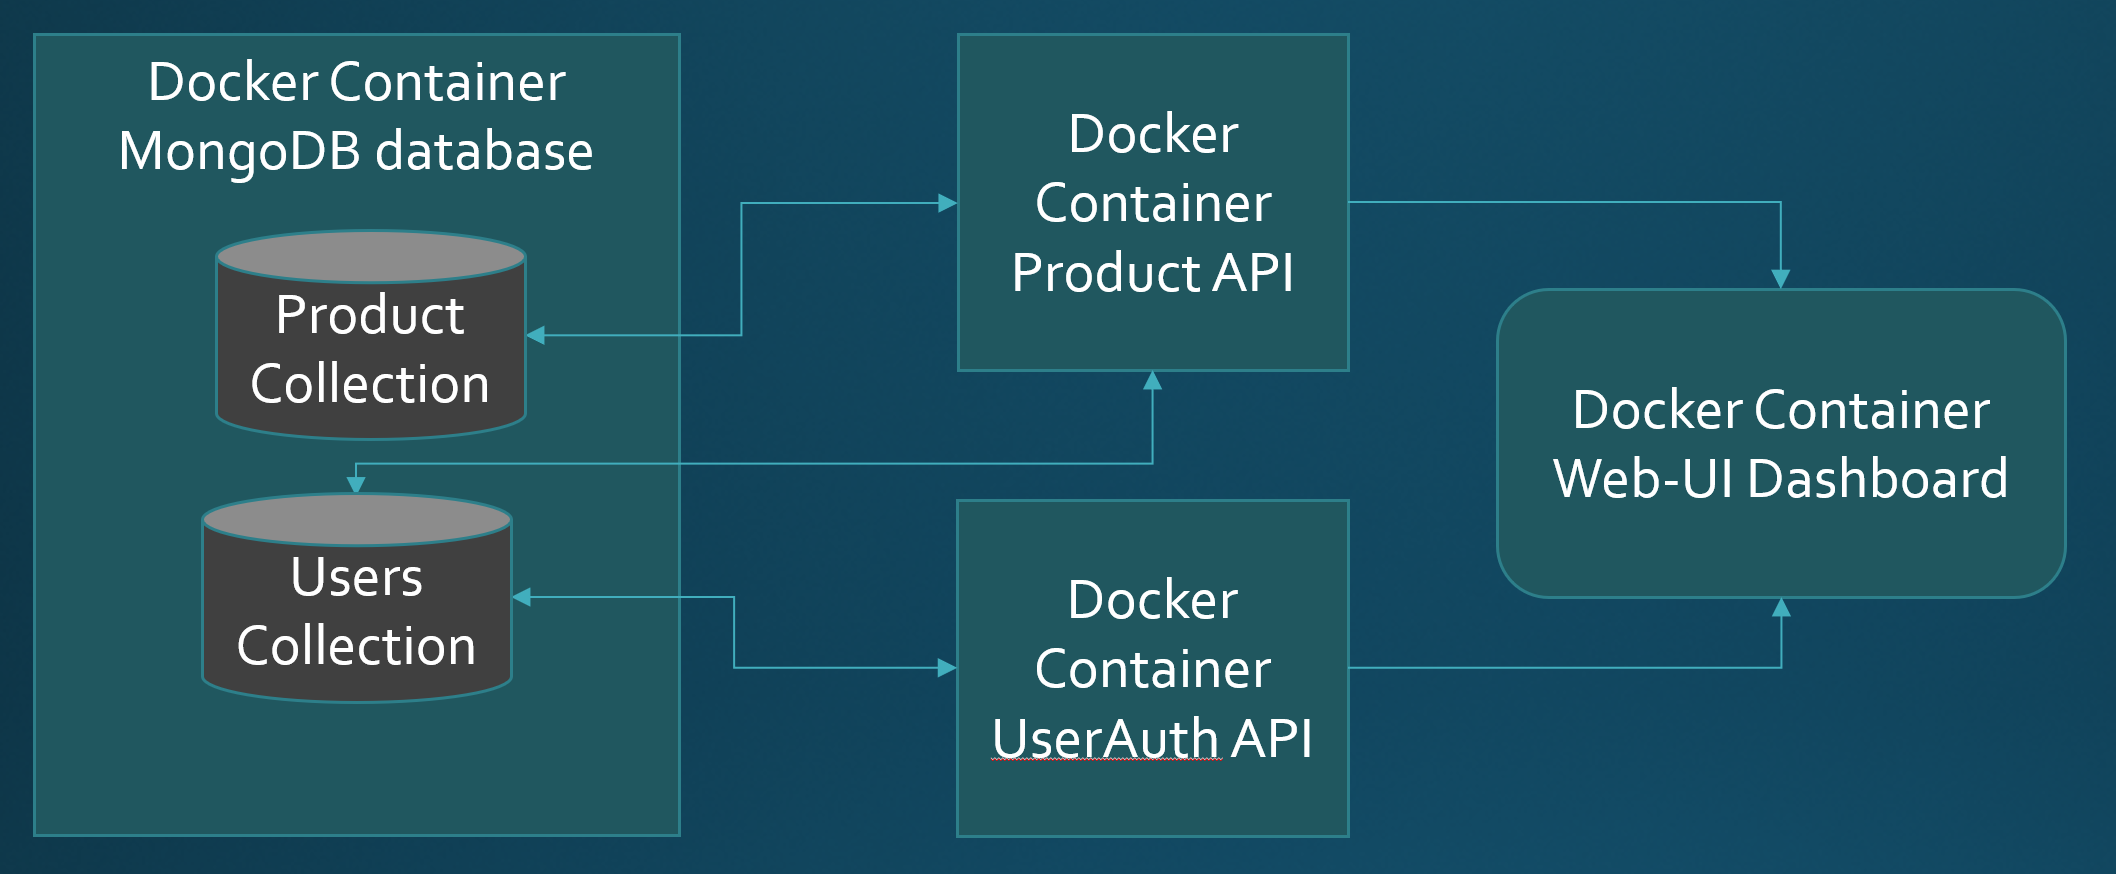 Docker Container
MongoDB database
Product
Collection
Users
Collection
Docker
Container
Product API
Docker
Container
UserAuth API
Docker Container
Web-UI Dashboard